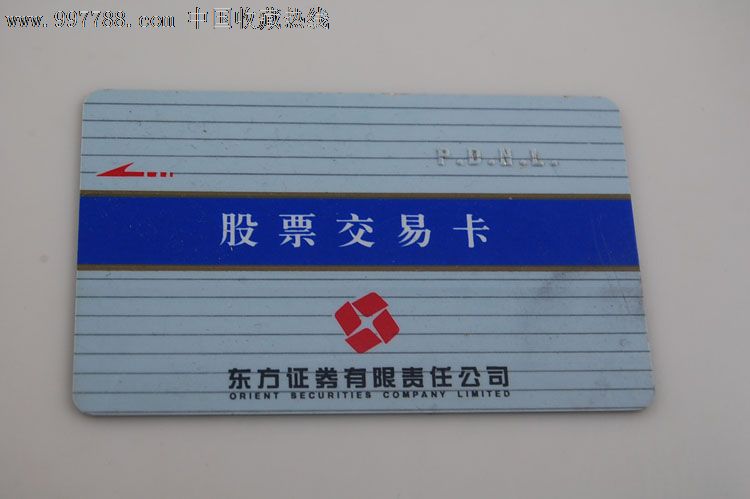 www.997788.com 中国收藏热线
P.D.N.L.
股票交易卡
东方证券有限责任公司
ORIENT SECURITIES COMPANY LIMITED